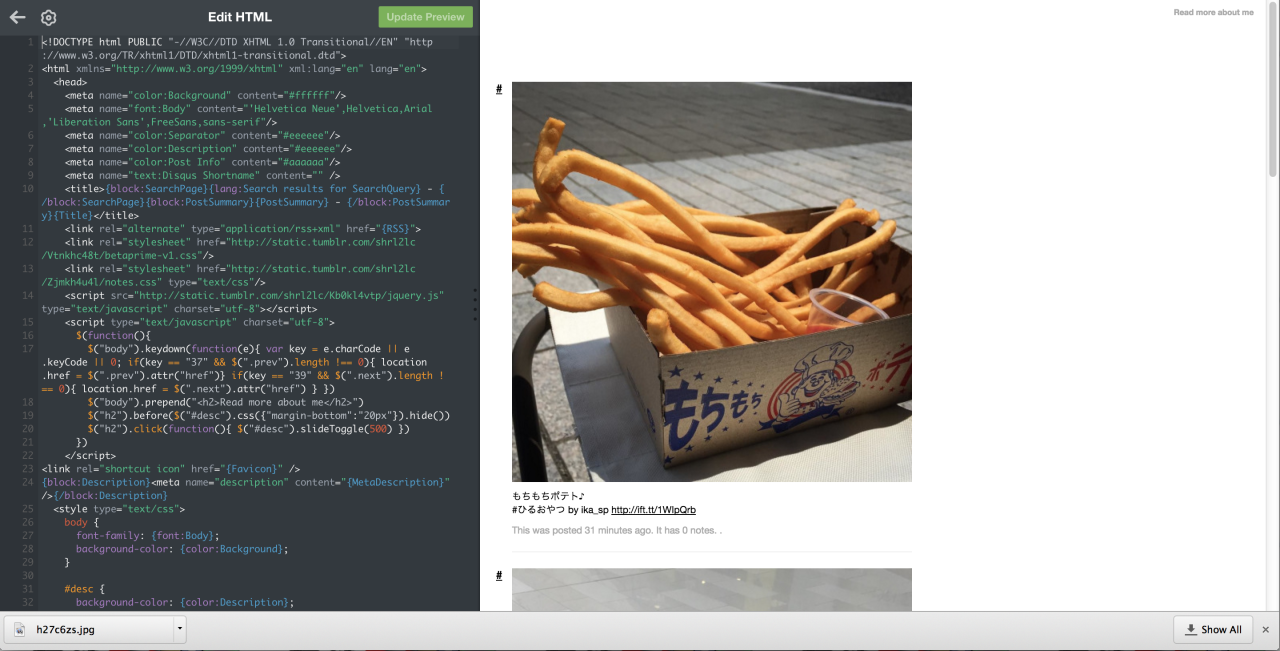 Edit HTML
Update Preview
Read more about me
1 <!DOCTYPE html PUBLIC "-//W3C//DTD XHTML 1.0 Transitional//EN" "http
://www.w3.org/TR/xhtml1/DTD/xhtml1-transitional.dtd">
2 <html xmlns="http://www.w3.org/1999/xhtml" xml:lang="en" lang="en">
3 <head>
4 <meta name="color:Background" content="#ffffff"/>
5 <meta name="font:Body" content="'Helvetica Neue',Helvetica,Arial
,'Liberation Sans',FreeSans,sans-serif"/>
6 <meta name="color:Separator" content="#eeeeee"/>
7 <meta name="color:Description" content="#eeeeee"/>
8 <meta name="color:Post Info" content="#aaaaaa"/>
9 <meta name="text:Disqus Shortname" content="" />
10 <title>{block:SearchPage}{lang:Search results for SearchQuery} - {
/block:SearchPage}{block:PostSummary}{PostSummary} - {/block:PostSummar
y}{Title}</title>
11 <link rel="alternate" type="application/rss+xml" href="{RSS}">
12 <link rel="stylesheet" href="http://static.tumblr.com/shrl2lc
/Vtnkhc48t/betaprime-v1.css"/>
13 <link rel="stylesheet" href="http://static.tumblr.com/shrl2lc
/Zjmkh4u4l/notes.css" type="text/css"/>
14 <script src="http://static.tumblr.com/shrl2lc/Kb0kl4vtp/jquery.js"
type="text/javascript" charset="utf-8"></script>
15 <script type="text/javascript" charset="utf-8">
16 $(function(){
17 $("body").keydown(function(e){ var key = e.charCode || e
.keyCode || 0; if(key == "37" && $(".prev").length !== 0){ location
.href = $(".prev").attr("href")} if(key == "39" && $(".next").length !
== 0){ location.href = $(".next").attr("href") } })
18 $("body").prepend("<h2>Read more about me</h2>")
19 $("h2").before($("#desc").css({"margin-bottom":"20px"}).hide())
20 $("h2").click(function(){ $("#desc").slideToggle(500) })
21 })
22 </script>
23 <link rel="shortcut icon" href="{Favicon}" />
24 {block:Description}<meta name="description" content="{MetaDescription}"
/>{/block:Description}
25 <style type="text/css">
26 body {
27 font-family: {font:Body};
28 background-color: {color:Background};
29 }
30
31 #desc {
32 background-color: {color:Description};
#
もちもち
ポテ
もちもちポテト♪
#ひるおやつ by ika_sp http://ift.tt/1WIpQrb
This was posted 31 minutes ago. It has 0 notes. .
#
h27c6zs.jpg
Show All